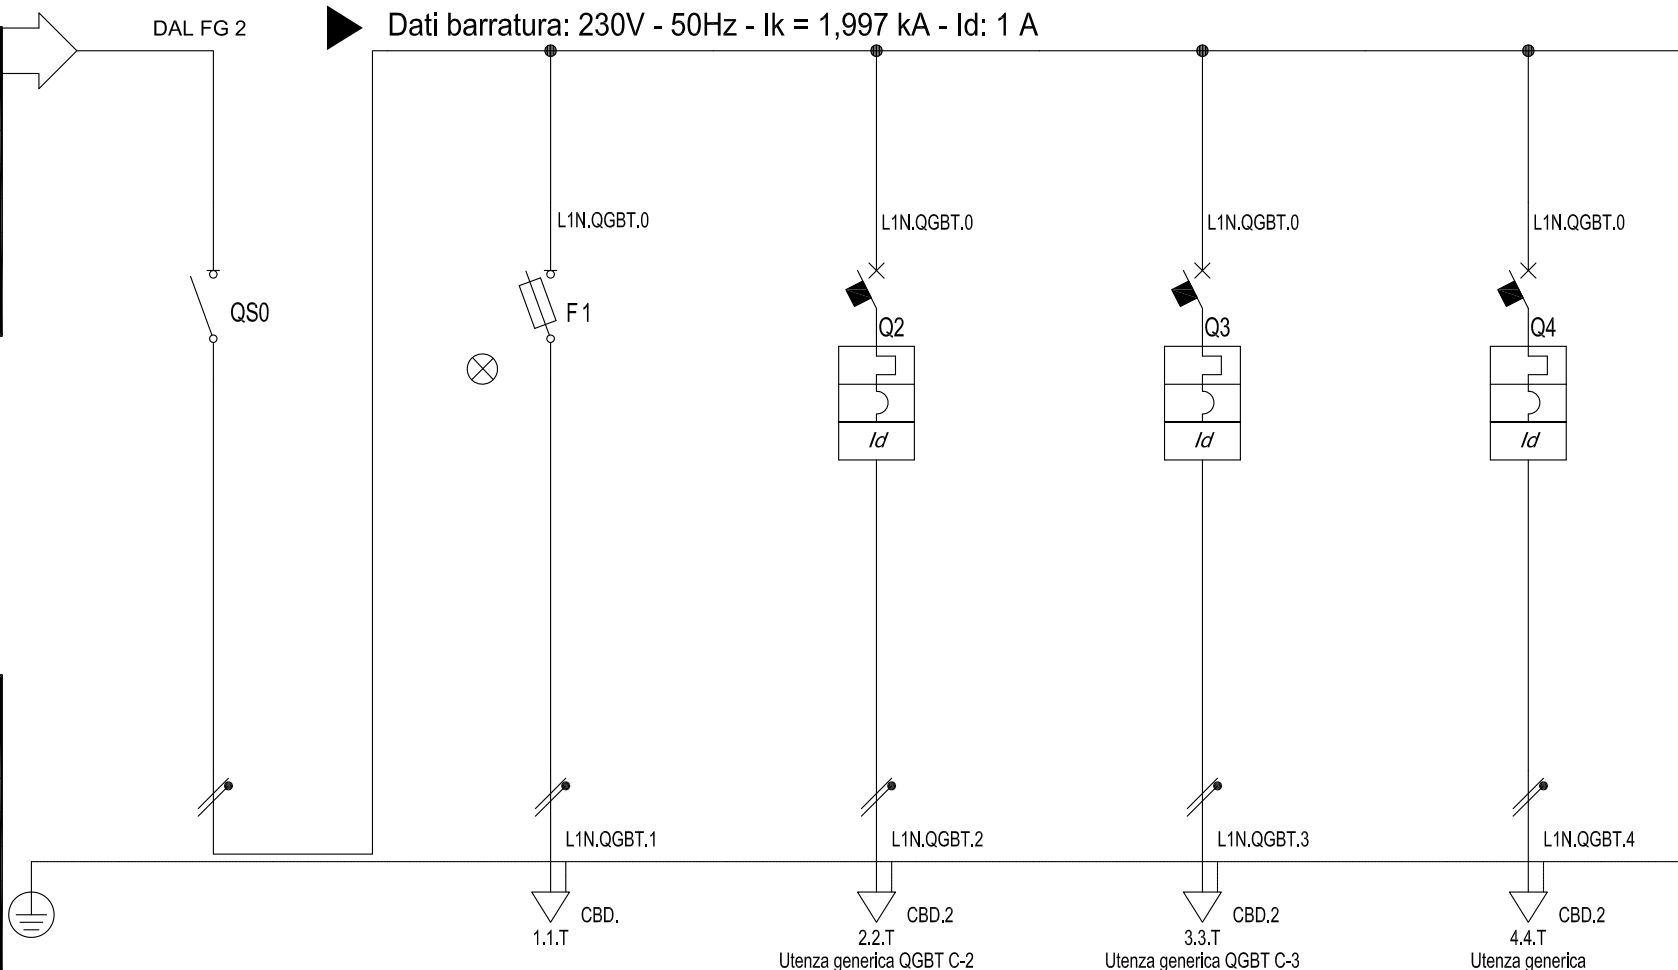 DAL FG 2
Dati barratura: 230V - 50Hz - Ik = 1,997 kA - Id: 1 A
L1N.QGBT.0
L1N.QGBT.0
L1N.QGBT.0
L1N.QGBT.0
QS0
F1
Q2
Q3
Q4
Id
Id
Id
L1N.QGBT.1
L1N.QGBT.2
L1N.QGBT.3
L1N.QGBT.4
CBD.
CBD.2
CBD.2
CBD.2
1.1.T
2.2.T
3.3.T
4.4.T
Utenza generica QGBT C-2
Utenza generica QGBT C-3
Utenza generica